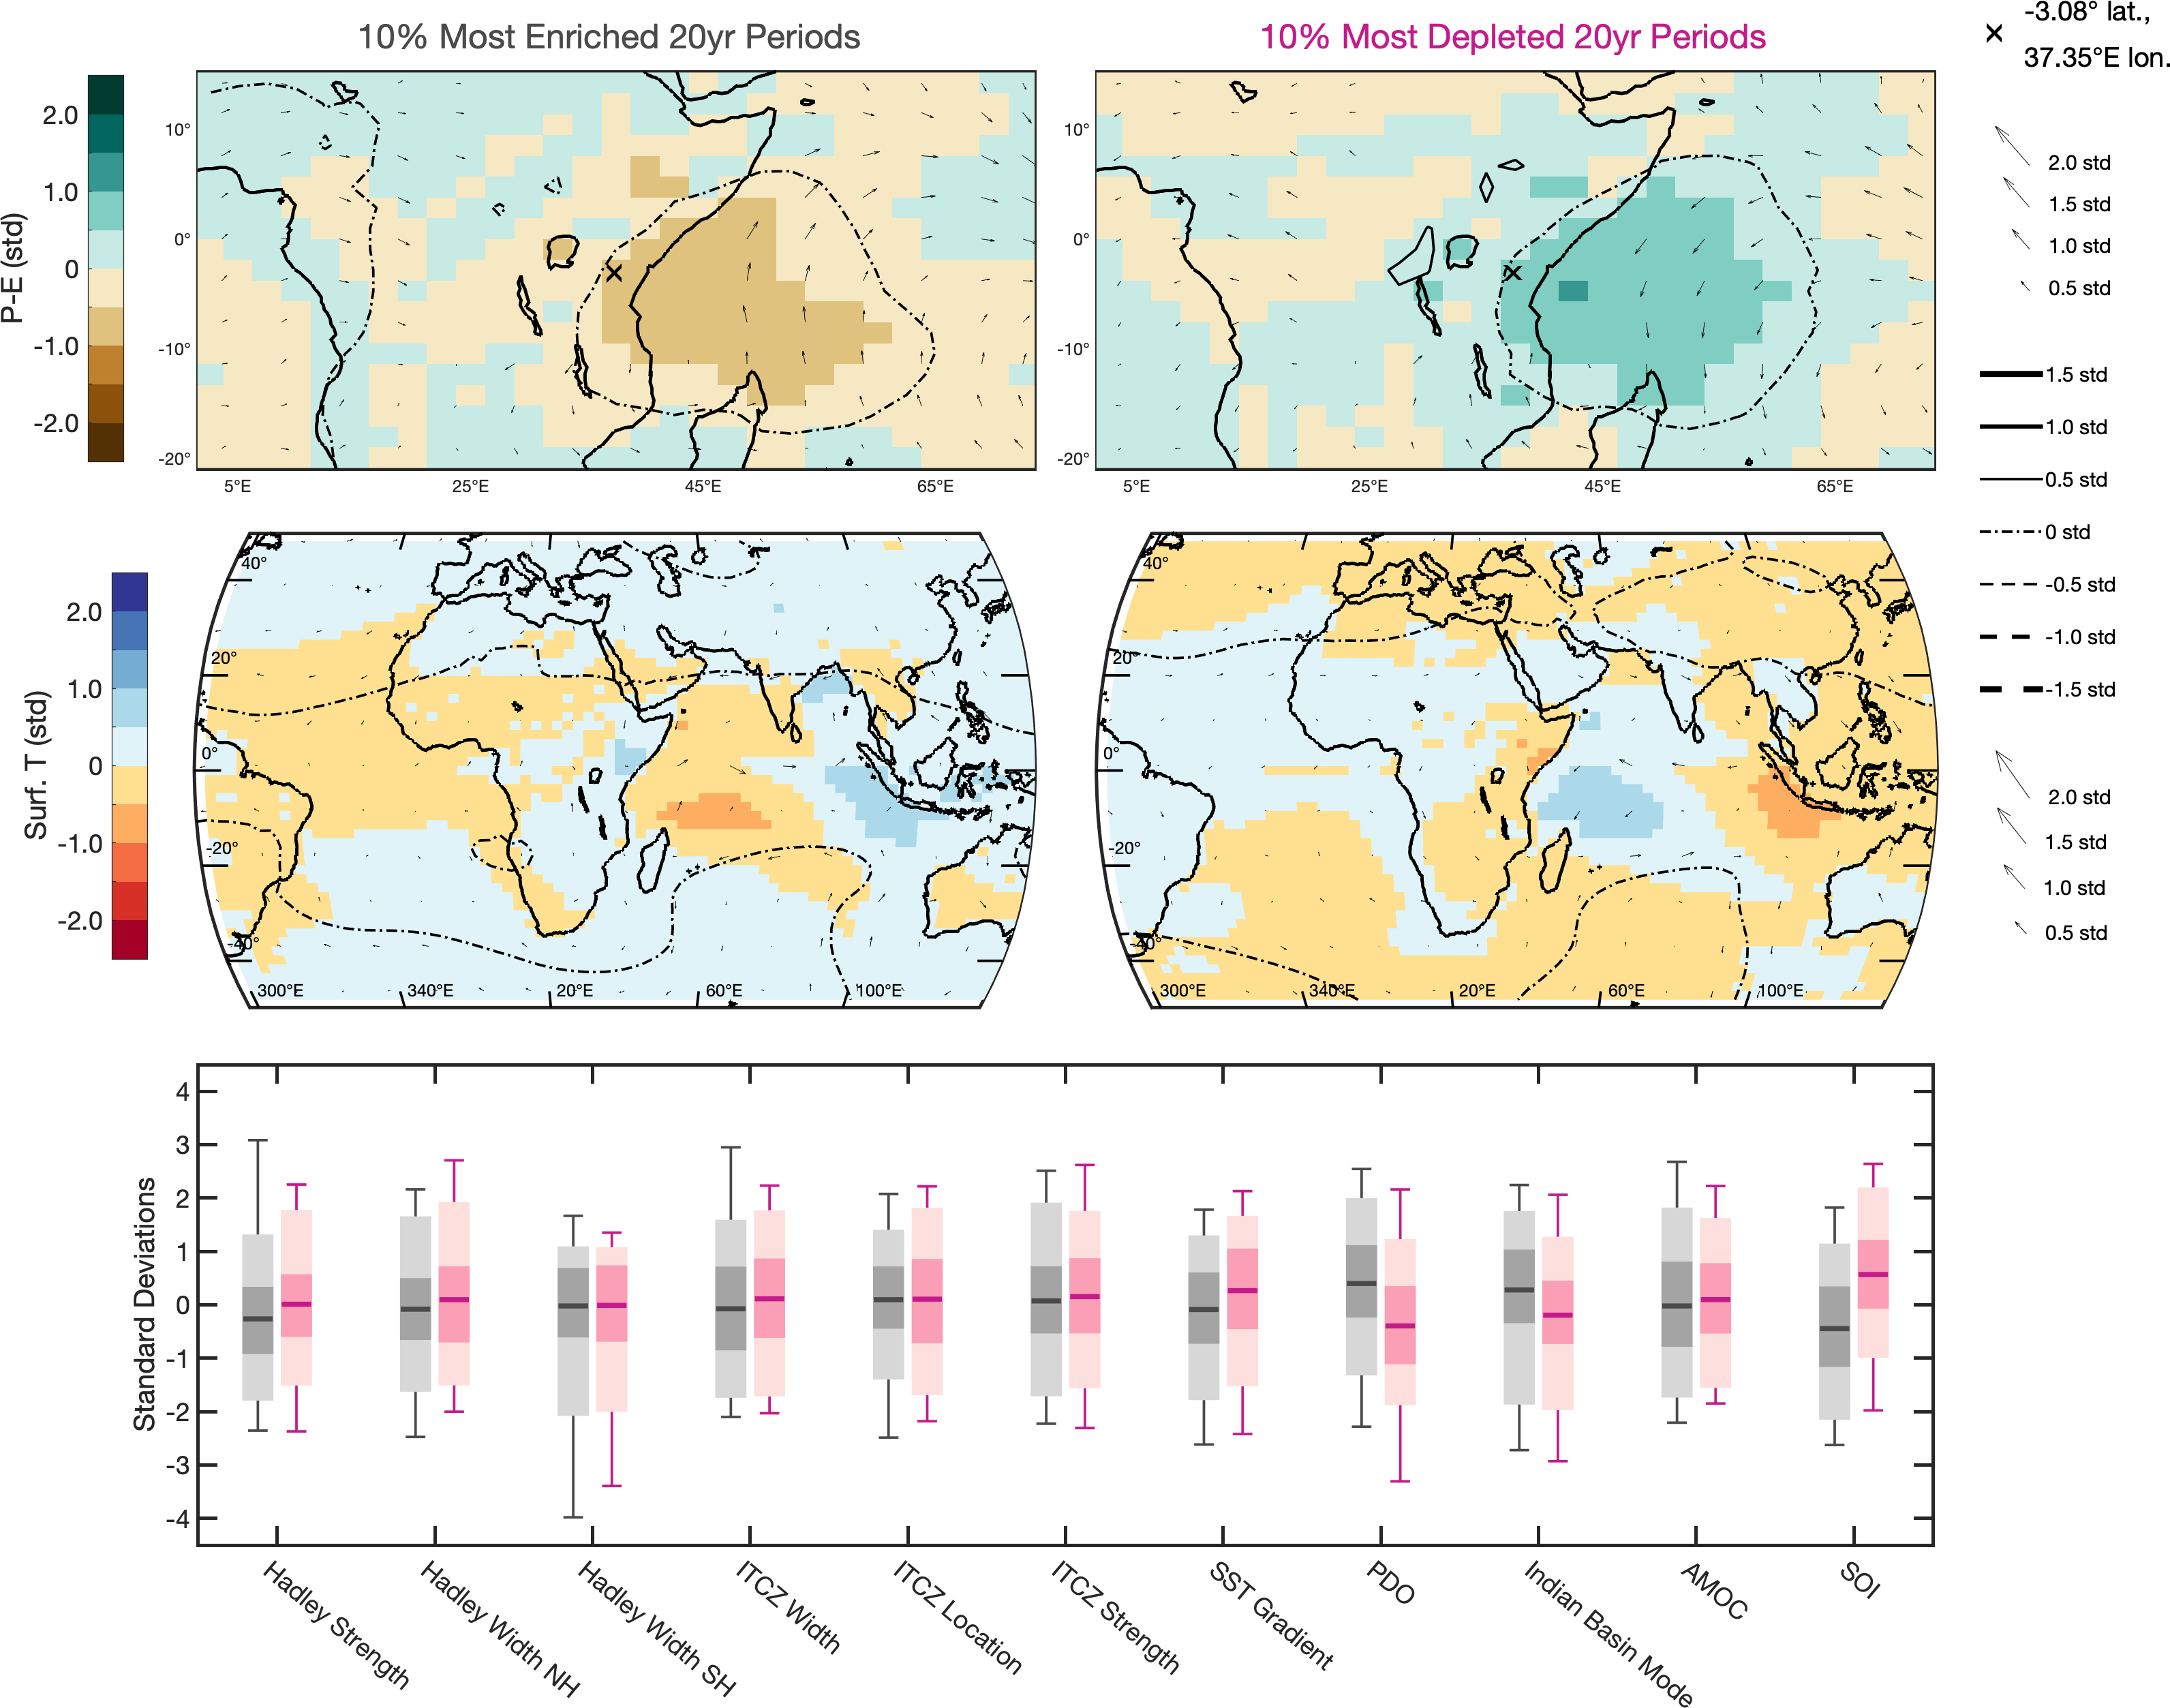 10% Most Enriched 20yr Periods
10% Most Depleted 20yr Periods
-3.08° lat.,
37.35°E lon.
P-E (std)
2.0
1.0
0
-1.0
-2.0
10°
0°
-10°
-20°
5°E 25°E 45°E 65°E
10°
0°
-10°
-20°
5°E 25°E 45°E 65°E
2.0 std
1.5 std
1.0 std
0.5 std
1.5 std
1.0 std
0.5 std
0 std
-0.5 std
-1.0 std
-1.5 std
2.0 std
1.5 std
1.0 std
0.5 std
Surf. T (std)
2.0
1.0
0
-1.0
-2.0
40°
20°
0°
-20°
-40°
300°E 340°E 20°E 60°E 100°E
40°
20°
0°
-20°
-40°
300°E 340°E 20°E 60°E 100°E
Standard Deviations
4
3
2
1
0
-1
-2
-3
-4
Hadley Strength
Hadley Width NH
Hadley Width SH
ITCZ Width
ITCZ Location
ITCZ Strength
SST Gradient
PDO
Indian Basin Mode
AMOC
SOI